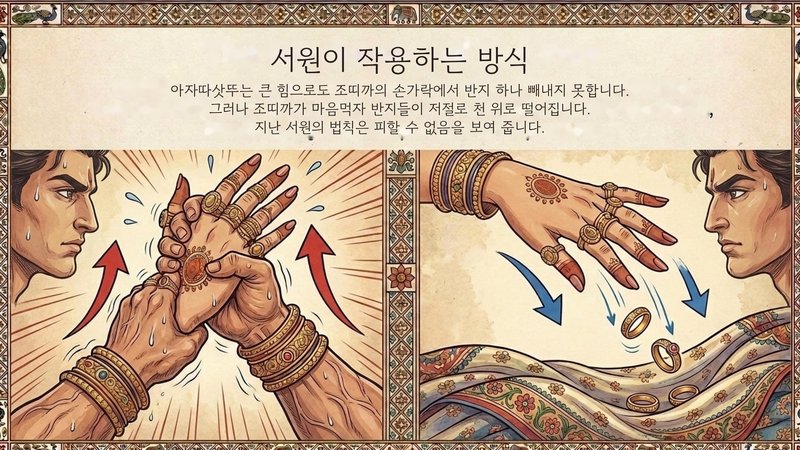 서원이 작용하는 방식
아자따삿뚜는 큰 힘으로도 조띠까의 손가락에서 반지 하나 빼내지 못합니다.
그러나 조띠까가 마음먹자 반지들이 저절로 천 위로 떨어집니다.
지난 서원의 법칙은 피할 수 없음을 보여 줍니다.